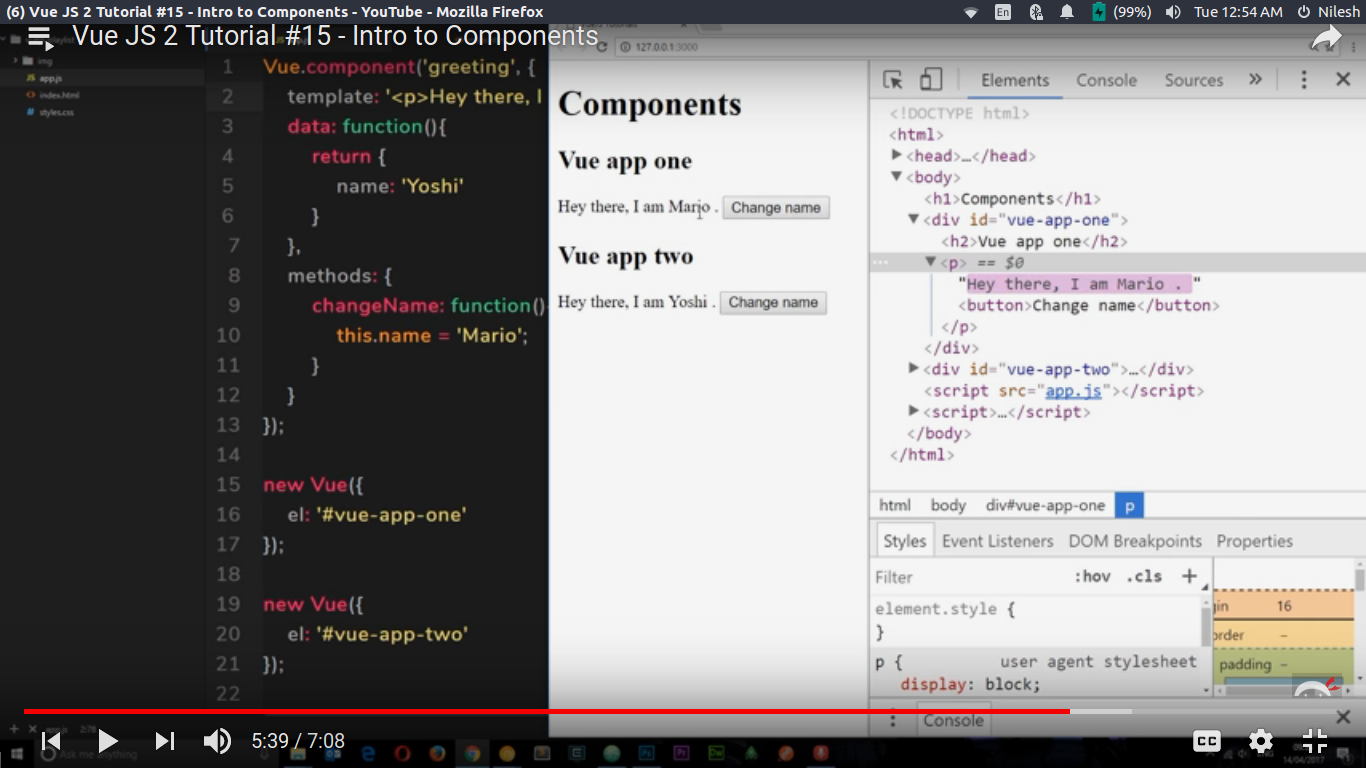 (6) Vue JS 2 Tutorial #15 - Intro to Components - YouTube - Mozilla Firefox
En
(99%)
Tue 12:54 AM
Nilesh
Vue JS 2 Tutorial #15 - Intro to Components
img
app.js
index.html
styles.css
1 Vue.component('greeting', {
2 template: '<p>Hey there, I
3 data: function(){
4 return {
5 name: 'Yoshi'
6 }
7 },
8 methods: {
9 changeName: function()
10 this.name = 'Mario';
11 }
12 }
13 });
14
15 new Vue({
16 el: '#vue-app-one'
17 });
18
19 new Vue({
20 el: '#vue-app-two'
21 });
22
127.0.0.1:3000
Components
Vue app one
Hey there, I am Mario . Change name
Vue app two
Hey there, I am Yoshi . Change name
Elements Console Sources »
<!DOCTYPE html>
<html>
<head>…</head>
<body>
<h1>Components</h1>
<div id="vue-app-one">
<h2>Vue app one</h2>
… <p> == $0
"Hey there, I am Mario . "
<button>Change name</button>
</p>
</div>
<div id="vue-app-two">…</div>
<script src="app.js"></script>
<script>…</script>
</body>
</html>
html body div#vue-app-one p
Styles Event Listeners DOM Breakpoints Properties
Filter :hov .cls +
element.style {
}
p { user agent stylesheet
display: block;
gin 16
order –
padding –
Console
app.js 2:78
Ask me anything
5:39 / 7:08
CC
14/04/2017